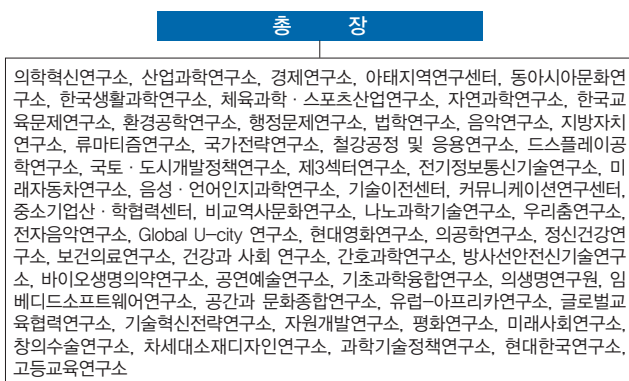 총 장
의학혁신연구소, 산업과학연구소, 경제연구소, 아태지역연구센터, 동아시아문화연
구소, 한국생활과학연구소, 체육과학 · 스포츠산업연구소, 자연과학연구소, 한국교
육문제연구소, 환경공학연구소, 행정문제연구소, 법학연구소, 음악연구소, 지방자치
연구소, 류마티즘연구소, 국가전략연구소, 철강공정 및 응용연구소, 드스플레이공
학연구소, 국토 · 도시개발정책연구소, 제3섹터연구소, 전기정보통신기술연구소, 미
래자동차연구소, 음성 · 언어인지과학연구소, 기술이전센터, 커뮤니케이션연구센터,
중소기업산 · 학협력센터, 비교역사문화연구소, 나노과학기술연구소, 우리춤연구소,
전자음악연구소, Global U-city 연구소, 현대영화연구소, 의공학연구소, 정신건강연
구소, 보건의료연구소, 건강과 사회 연구소, 간호과학연구소, 방사선안전신기술연구
소, 바이오생명의약연구소, 공연예술연구소, 기초과학융합연구소, 의생명연구원, 임
베디드소프트웨어연구소, 공간과 문화종합연구소, 유럽-아프리카연구소, 글로벌교
육협력연구소, 기술혁신전략연구소, 자원개발연구소, 평화연구소, 미래사회연구소,
창의수술연구소, 차세대소재디자인연구소, 과학기술정책연구소, 현대한국연구소,
고등교육연구소